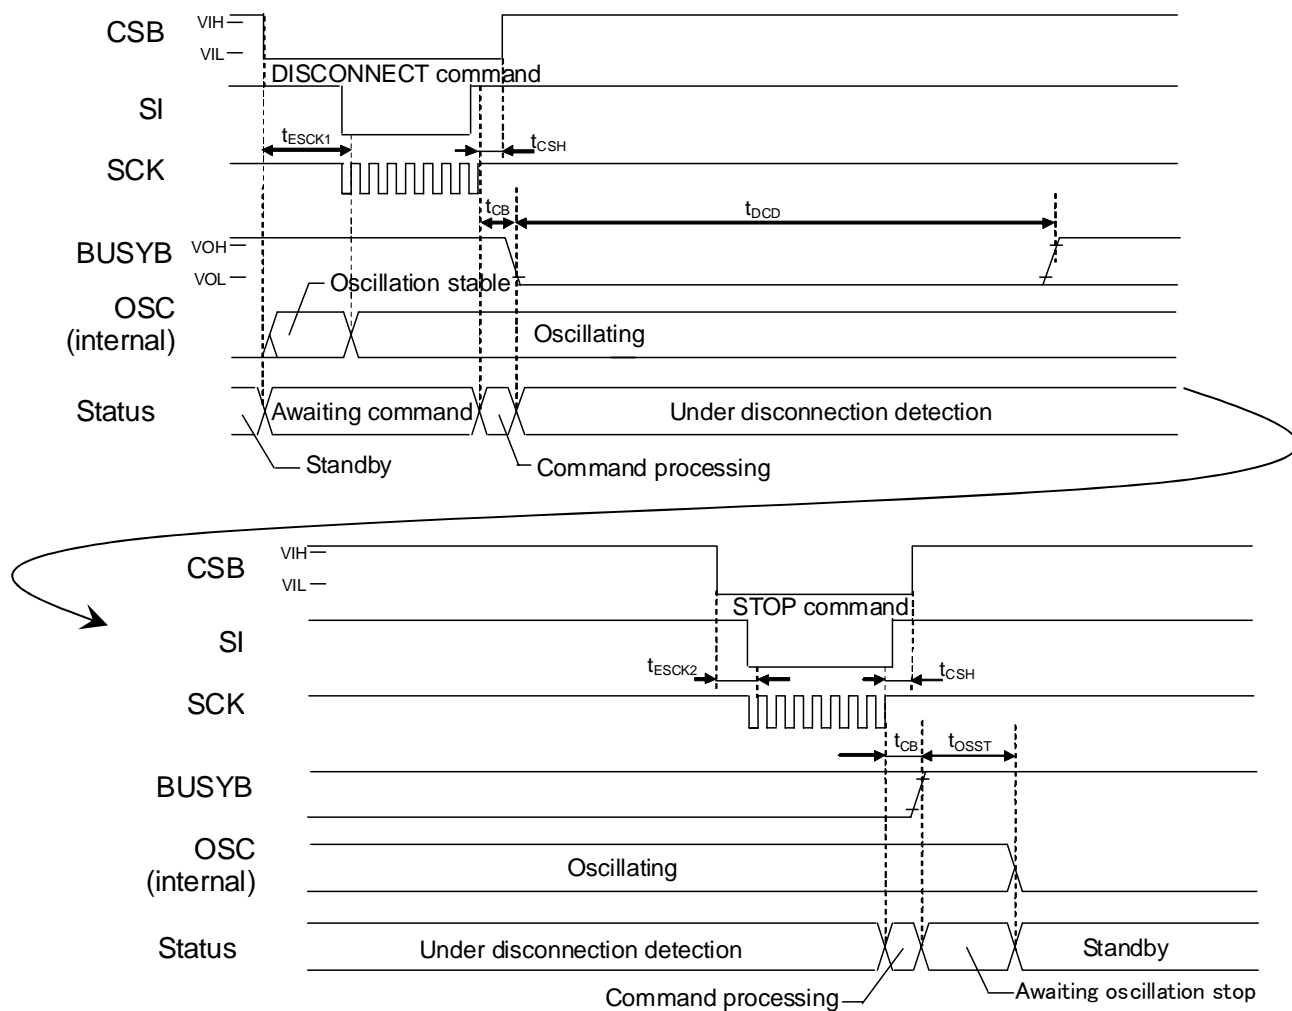 CSB
VIH
VIL
DISCONNECT command
SI
tESCK1
tCSH
SCK
tCB
tDCD
BUSYB
VOH
VOL
Oscillation stable
OSC
(internal)
Oscillating
Status
Awaiting command
Under disconnection detection
Standby
Command processing
CSB
VIH
VIL
STOP command
SI
tESCK2
tCSH
SCK
tCB
tOSST
BUSYB
OSC
(internal)
Oscillating
Status
Under disconnection detection
Standby
Command processing
Awaiting oscillation stop